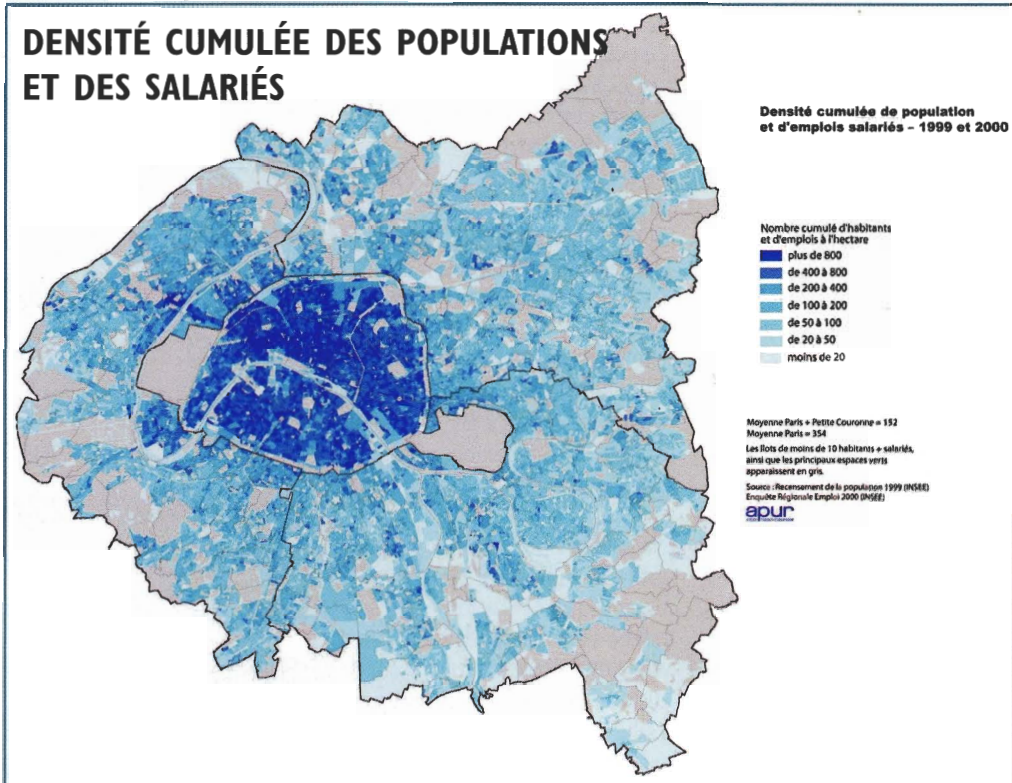 DENSITÉ CUMULÉE DES POPULATIONS
ET DES SALARIÉS
Densité cumulée de population
et d'emplois salariés - 1999 et 2000
Nombre cumulé d'habitants
et d'emplois à l'hectare
plus de 800
de 400 à 800
de 200 à 400
de 100 à 200
de 50 à 100
de 20 à 50
moins de 20
Moyenne Paris + Petite Couronne = 192
Moyenne Paris = 354
Les îlots de moins de 10 habitants + salariés,
ainsi que les principaux espaces verts
apparaissent en gris.
Source : Recensement de la population 1999 (INSEE)
Enquête Régionale Emploi 2000 (INSEE)
apur